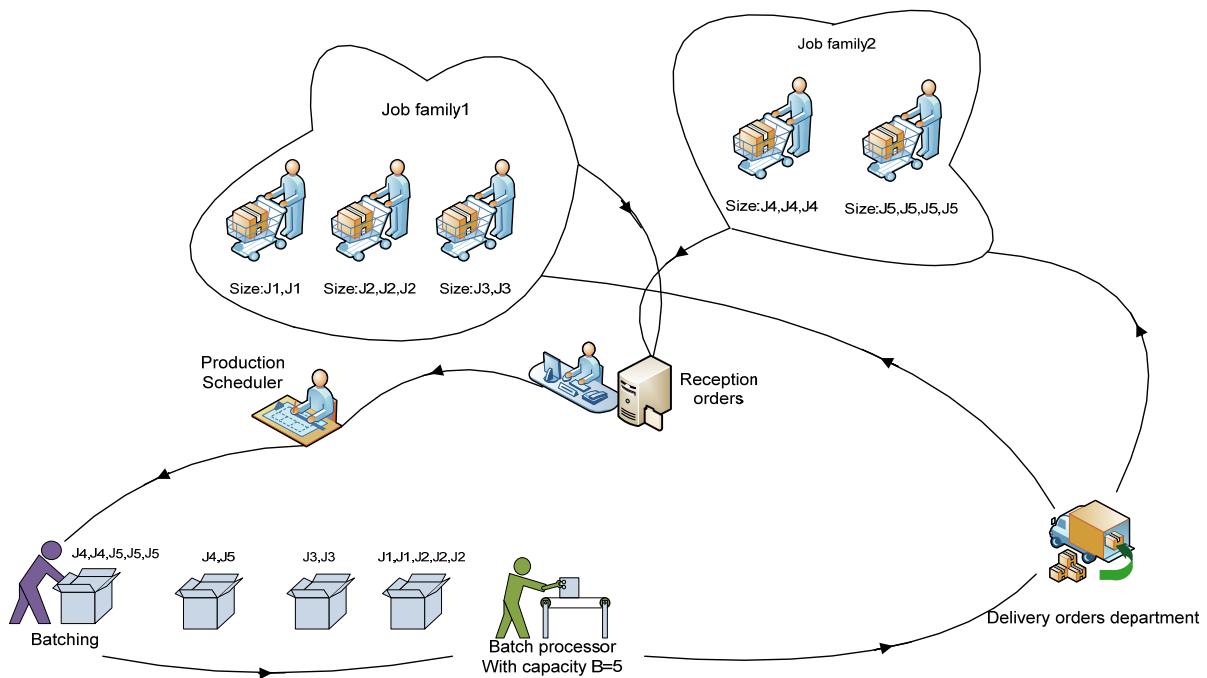 Job family2
Job family1
Size:J4,J4,J4
Size:J5,J5,J5,J5
Size:J1,J1
Size:J2,J2,J2
Size:J3,J3
Production
Scheduler
Reception
orders
J4,J4,J5,J5,J5
J4,J5
J3,J3
J1,J1,J2,J2,J2
Batching
Batch processor
With capacity B=5
Delivery orders department